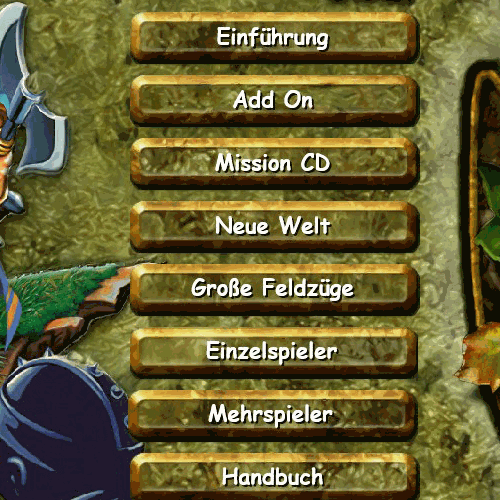 Einführung
Add On
Mission CD
Neue Welt
Große Feldzüge
Einzelspieler
Mehrspieler
Handbuch